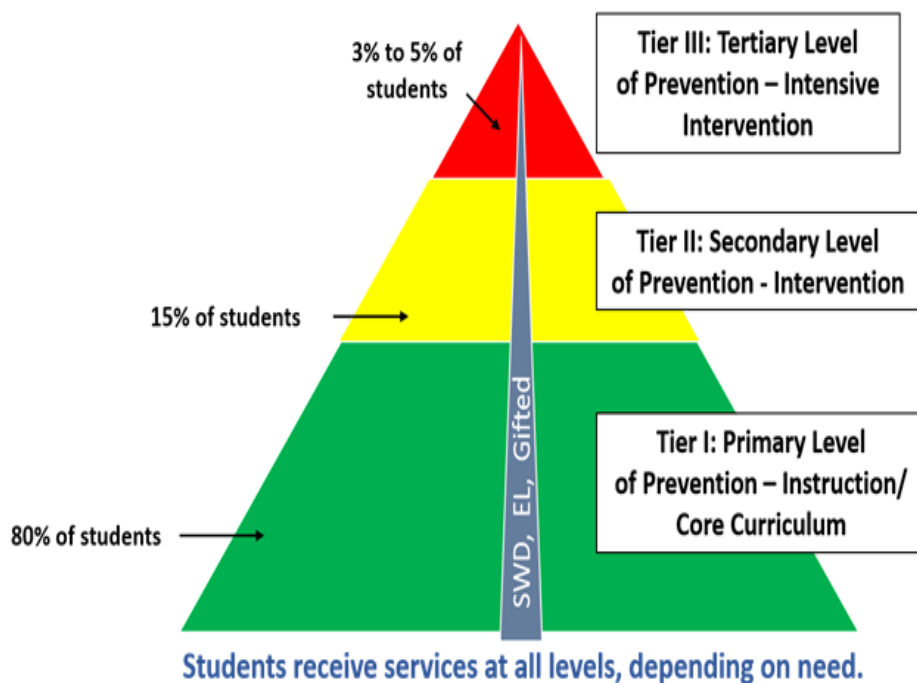 3% to 5% of
students
Tier III: Tertiary Level
of Prevention – Intensive
Intervention
Tier II: Secondary Level
of Prevention - Intervention
15% of students
SWD, EL, Gifted
Tier I: Primary Level
of Prevention – Instruction/
Core Curriculum
80% of students
Students receive services at all levels, depending on need.